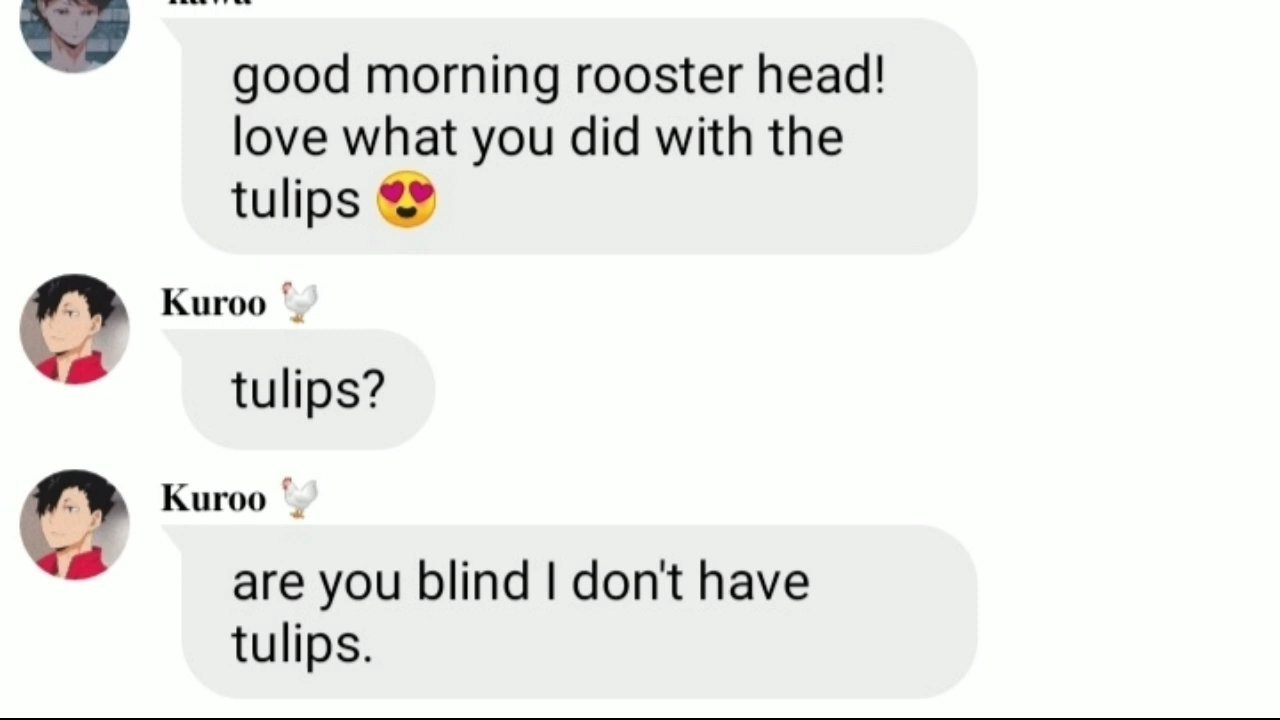 good morning rooster head!
love what you did with the
tulips 😍
Kuroo 🐓
tulips?
Kuroo 🐓
are you blind I don't have
tulips.